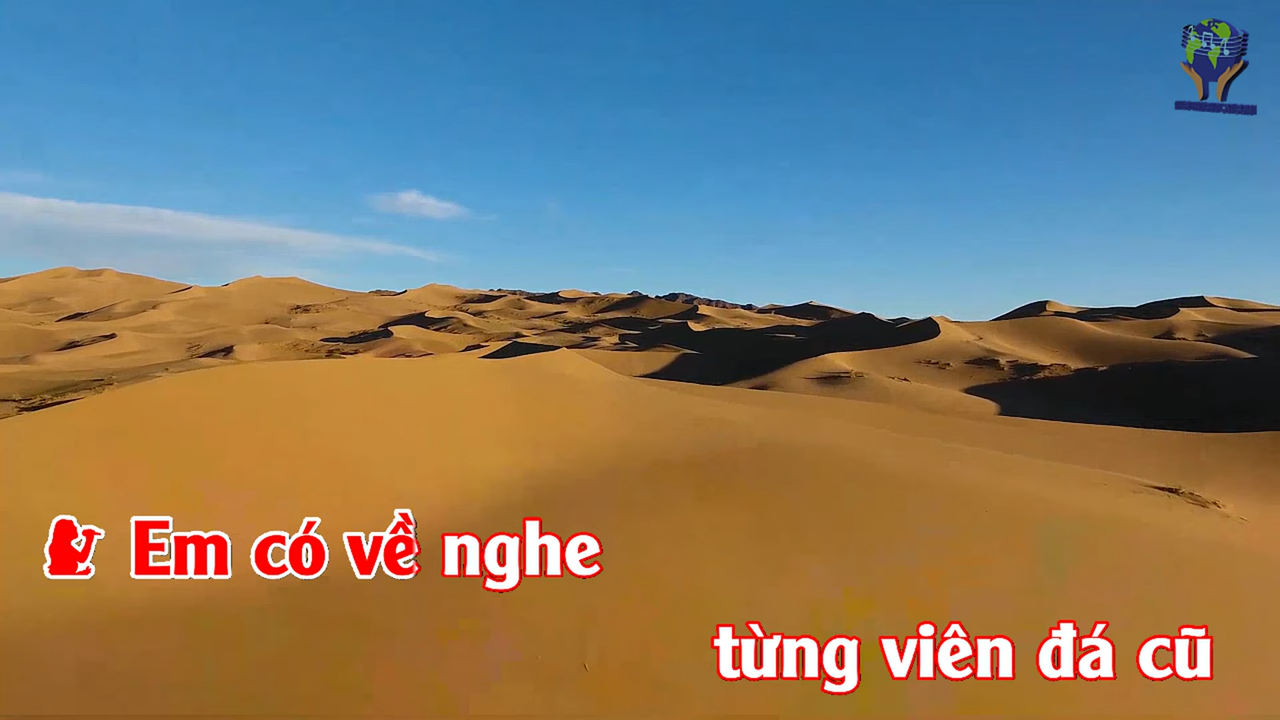 Em có về nghe
từng viên đá cũ